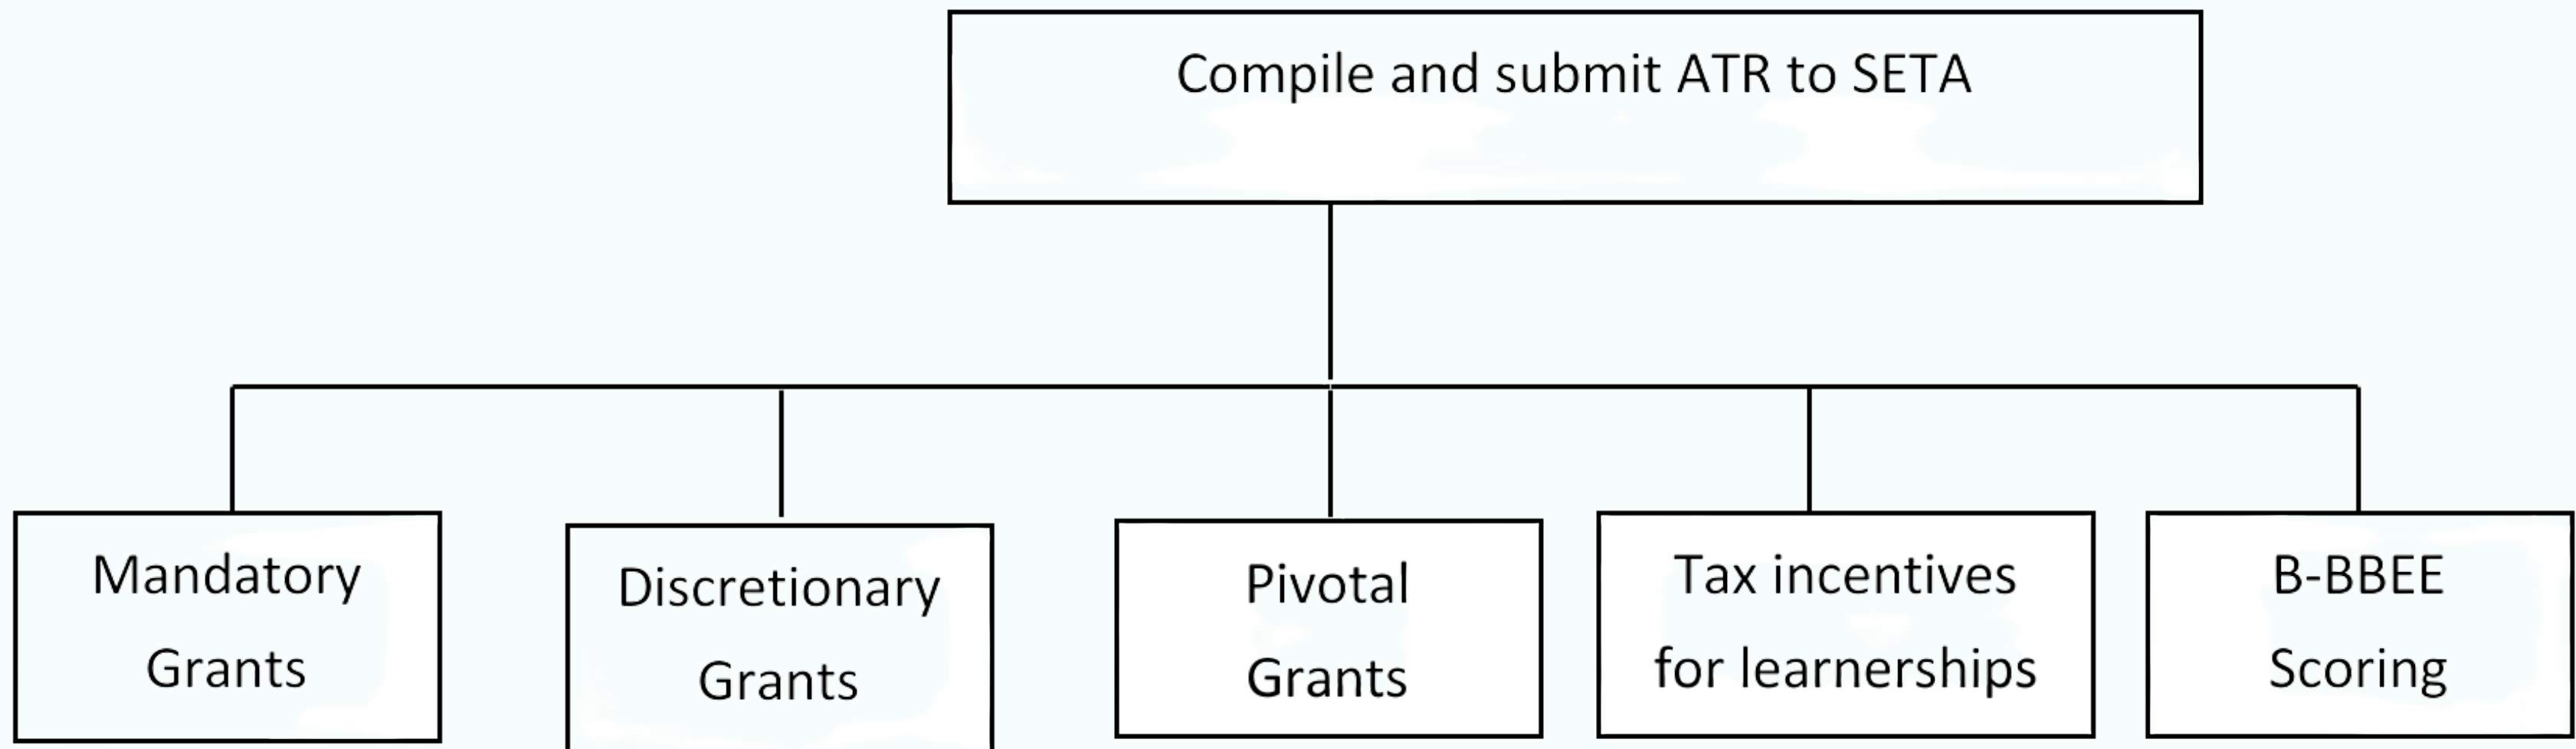 Compile and submit ATR to SETA
Mandatory
Grants
Discretionary
Grants
Pivotal
Grants
Tax incentives
for learnerships
B-BBEE
Scoring